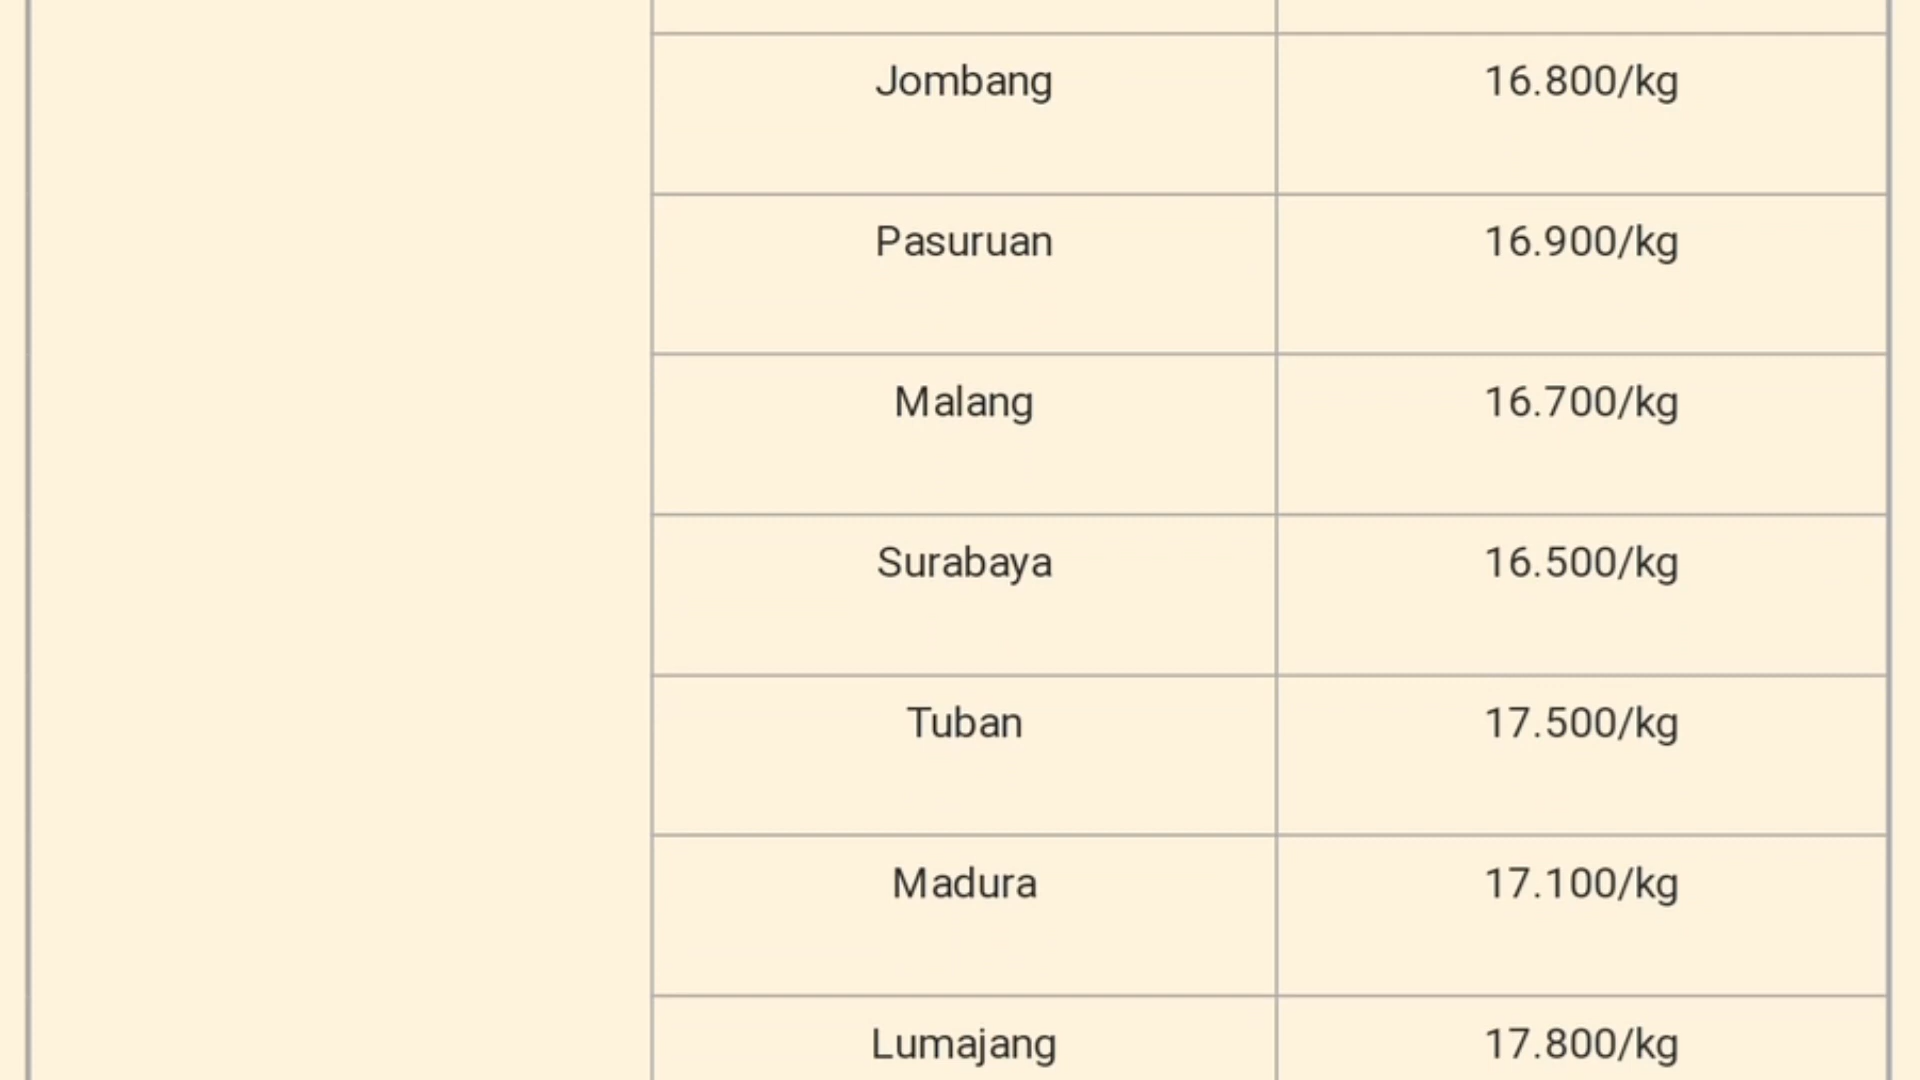 Jombang 16.800/kg
Pasuruan 16.900/kg
Malang 16.700/kg
Surabaya 16.500/kg
Tuban 17.500/kg
Madura 17.100/kg
Lumajang 17.800/kg